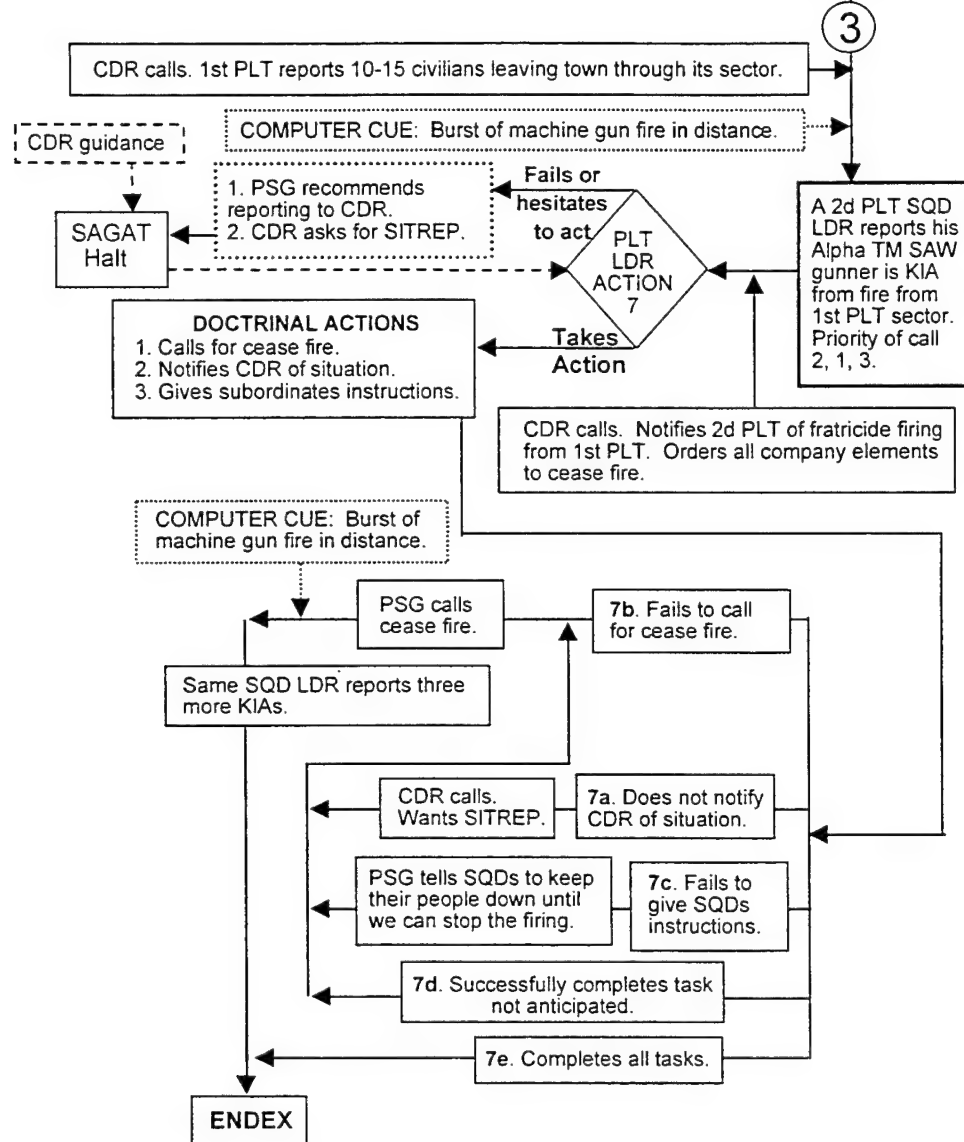 3
CDR calls. 1st PLT reports 10-15 civilians leaving town through its sector.
COMPUTER CUE: Burst of machine gun fire in distance.
CDR guidance
1. PSG recommends
reporting to CDR.
2. CDR asks for SITREP.
Fails or
hesitates
to act
SAGAT
Halt
PLT
LDR
ACTION
7
A 2d PLT SQD
LDR reports his
Alpha TM SAW
gunner is KIA
from fire from
1st PLT sector.
Priority of call
2, 1, 3.
DOCTRINAL ACTIONS
1. Calls for cease fire.
2. Notifies CDR of situation.
3. Gives subordinates instructions.
Takes
Action
CDR calls. Notifies 2d PLT of fratricide firing
from 1st PLT. Orders all company elements
to cease fire.
COMPUTER CUE: Burst of
machine gun fire in distance.
PSG calls
cease fire.
7b. Fails to call
for cease fire.
Same SQD LDR reports three
more KIAs.
CDR calls.
Wants SITREP.
7a. Does not notify
CDR of situation.
PSG tells SQDs to keep
their people down until
we can stop the firing.
7c. Fails to
give SQDs
instructions.
7d. Successfully completes task
not anticipated.
7e. Completes all tasks.
ENDEX